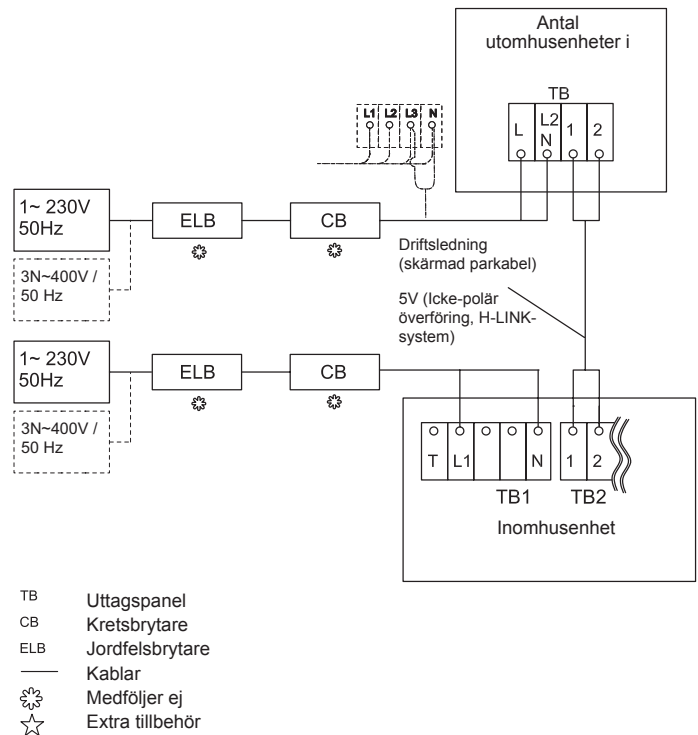 Antal
utomhusenheter i
TB
L L2 N 1 2
L1 L2 L3 N
1~ 230V
50Hz
ELB
CB
3N~400V /
50 Hz
Driftsledning
(skärmad parkabel)
5V (Icke-polär
överföring, H-LINK-
system)
1~ 230V
50Hz
ELB
CB
3N~400V /
50 Hz
T L1 N 1 2
TB1 TB2
Inomhusenhet
TB Uttagspanel
CB Kretsbrytare
ELB Jordfelsbrytare
Kablar
Medföljer ej
Extra tillbehör